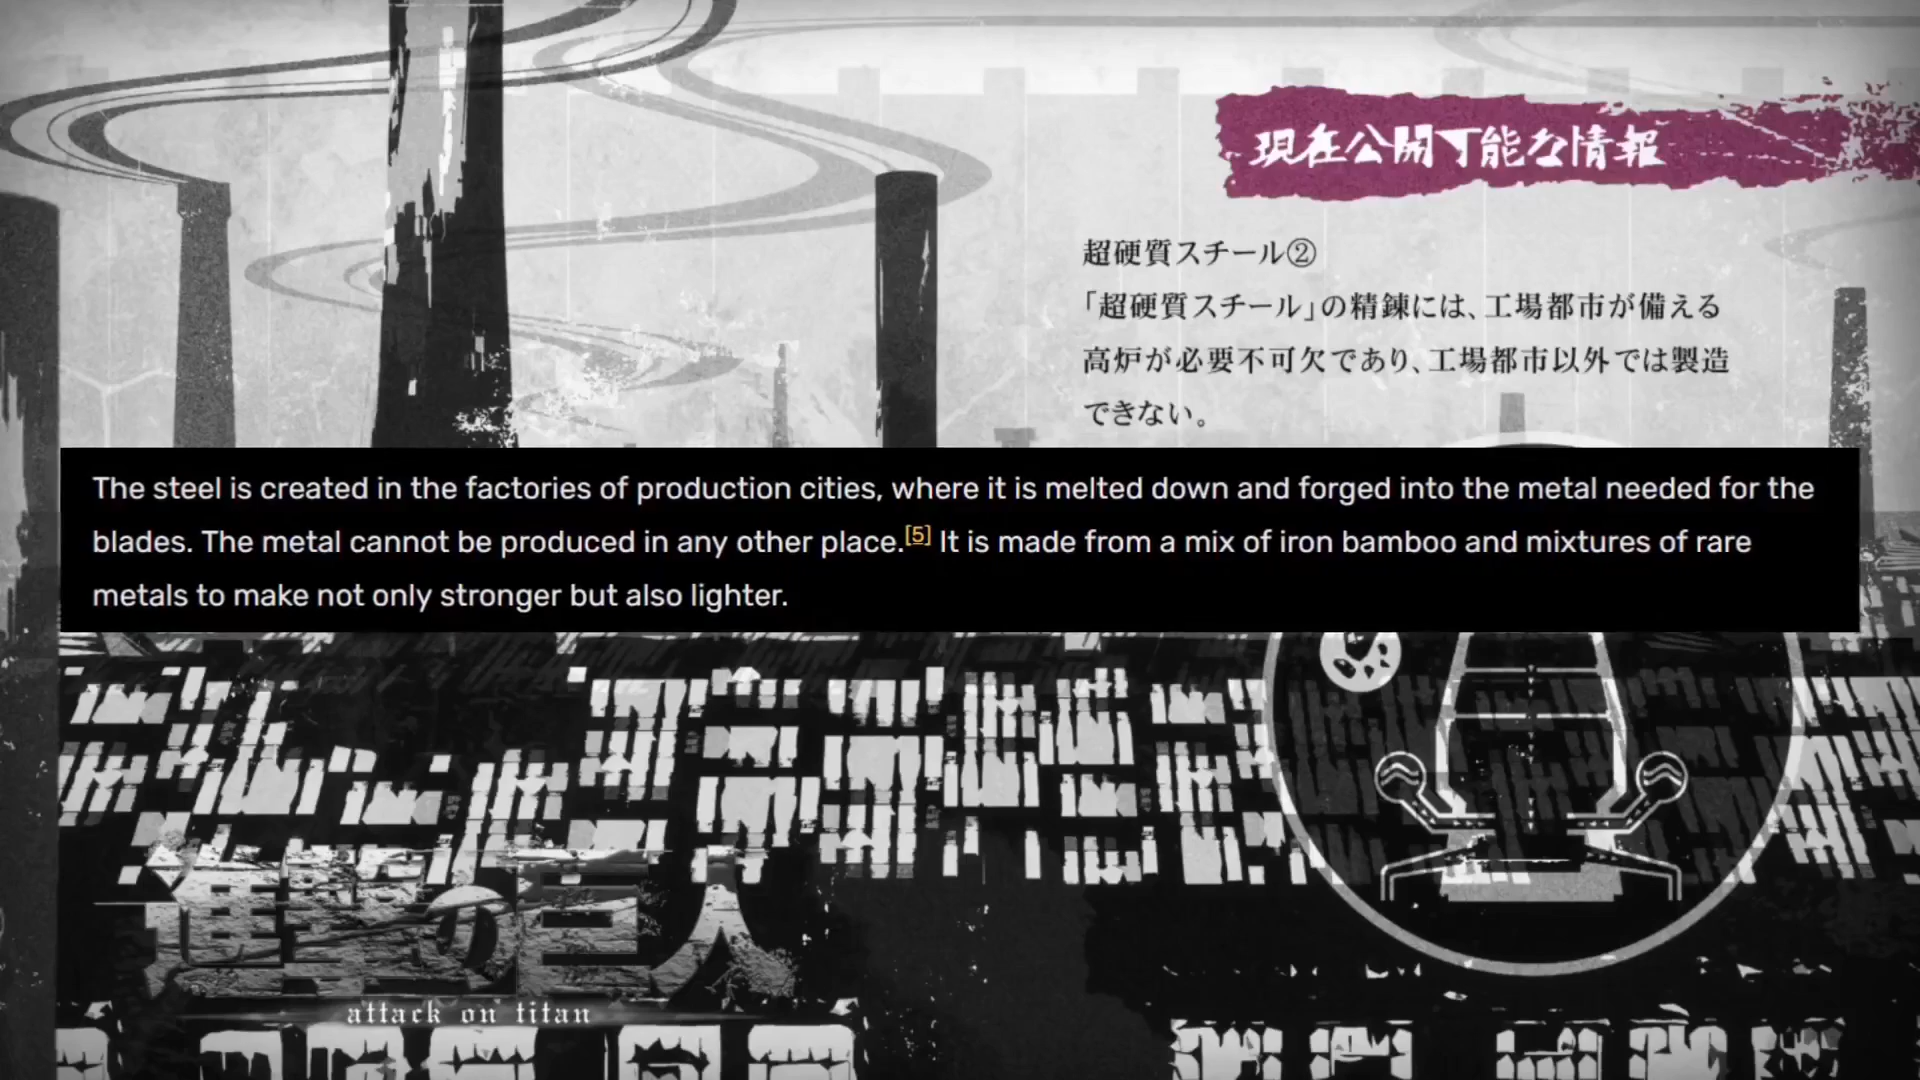 現在公開可能な情報
超硬質スチール②
「超硬質スチール」の精錬には、工場都市が備える
高炉が必要不可欠であり、工場都市以外では製造
できない。
The steel is created in the factories of production cities, where it is melted down and forged into the metal needed for the
blades. The metal cannot be produced in any other place.[5] It is made from a mix of iron bamboo and mixtures of rare
metals to make not only stronger but also lighter.
進撃の巨人
attack on titan